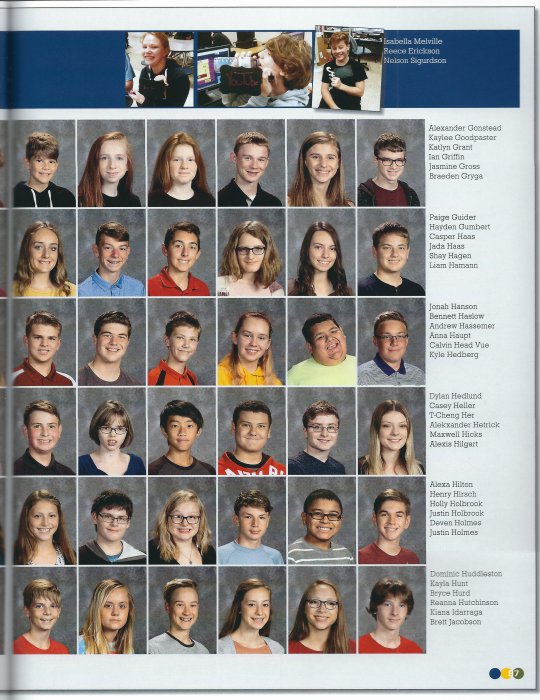 Isabella Melville
Reece Erickson
Nelson Sigurdson
Alexander Gonstead
Kaylee Goodpaster
Katlyn Grant
Ian Griffin
Jasmine Gross
Braeden Gryga
Paige Guider
Hayden Gumbert
Casper Haas
Jada Haas
Shay Hagen
Liam Hamann
Jonah Hanson
Bennett Haslow
Andrew Hassemer
Anna Haupt
Calvin Head Vue
Kyle Hedberg
Dylan Hedlund
Casey Heller
T-Cheng Her
Alekxander Hetrick
Maxwell Hicks
Alexis Hilgart
Alexa Hilton
Henry Hirsch
Holly Holbrook
Justin Holbrook
Deven Holmes
Justin Holmes
Dominic Huddleston
Kayla Hunt
Bryce Hurd
Reanna Hutchinson
Kiana Idarraga
Brett Jacobson